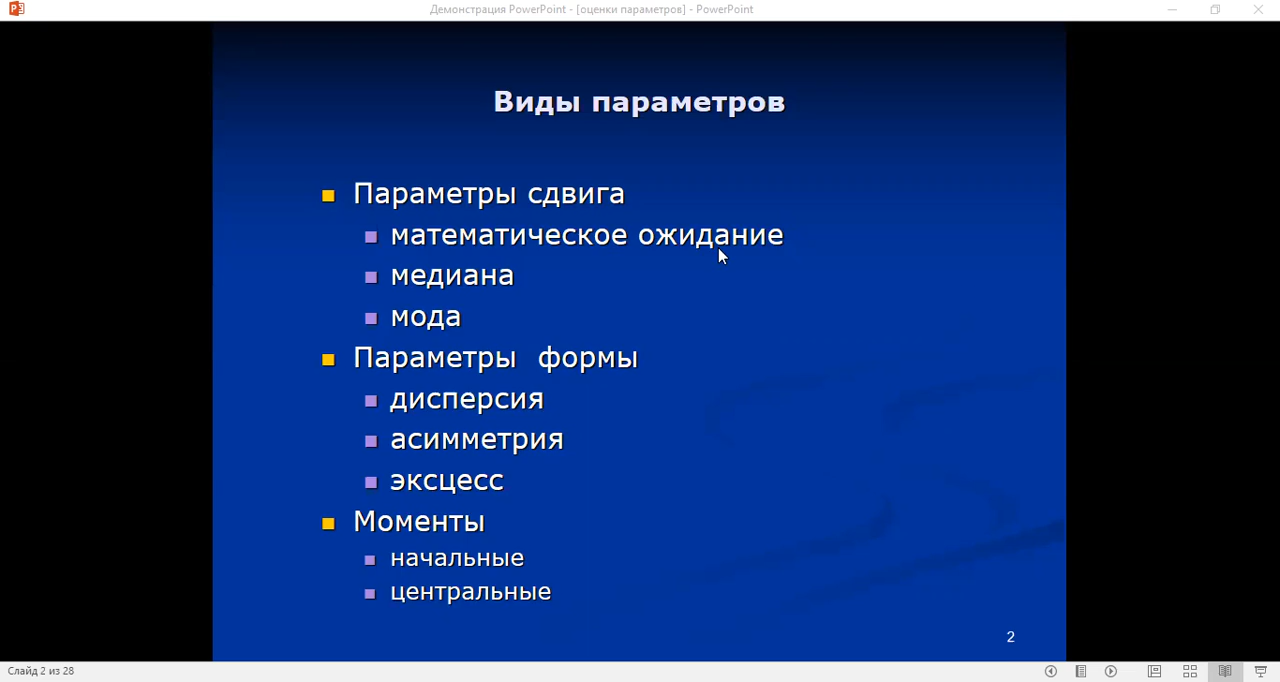 Демонстрация PowerPoint - [оценки параметров] - PowerPoint
Виды параметров
Параметры сдвига
математическое ожидание
медиана
мода
Параметры формы
дисперсия
асимметрия
эксцесс
Моменты
начальные
центральные
2
Слайд 2 из 28